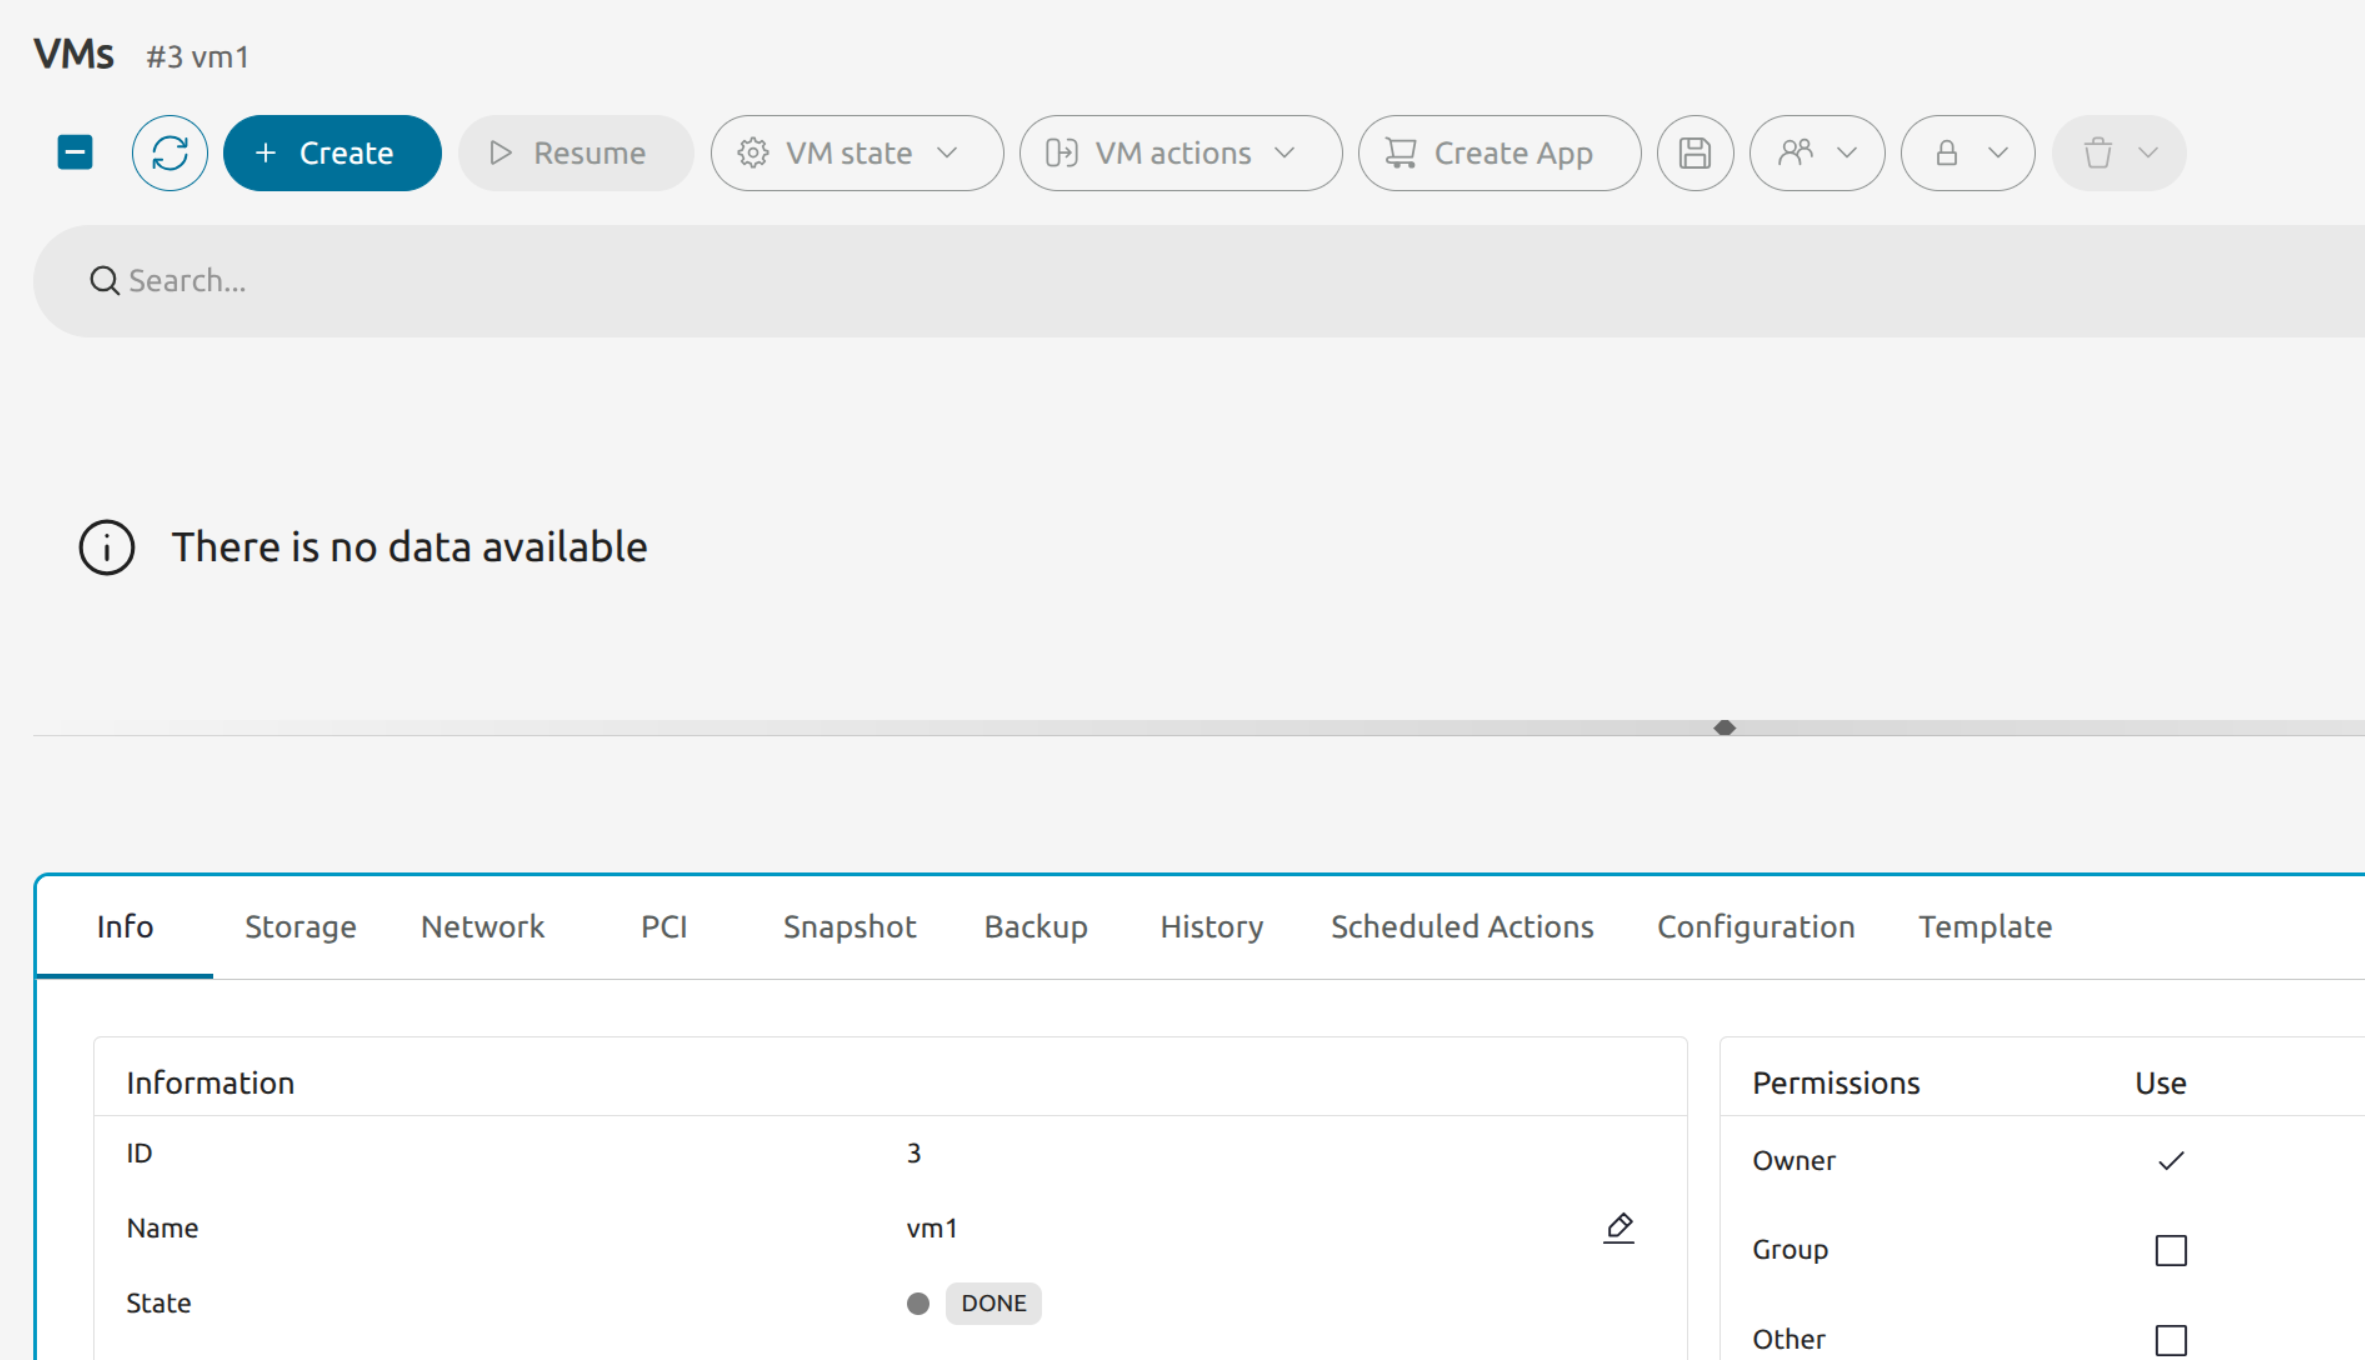 VMs #3 vm1
Create Resume VM state VM actions Create App
Search...
There is no data available
Info Storage Network PCI Snapshot Backup History Scheduled Actions Configuration Template
Information
ID 3
Name vm1
State DONE
Permissions Use
Owner
Group
Other